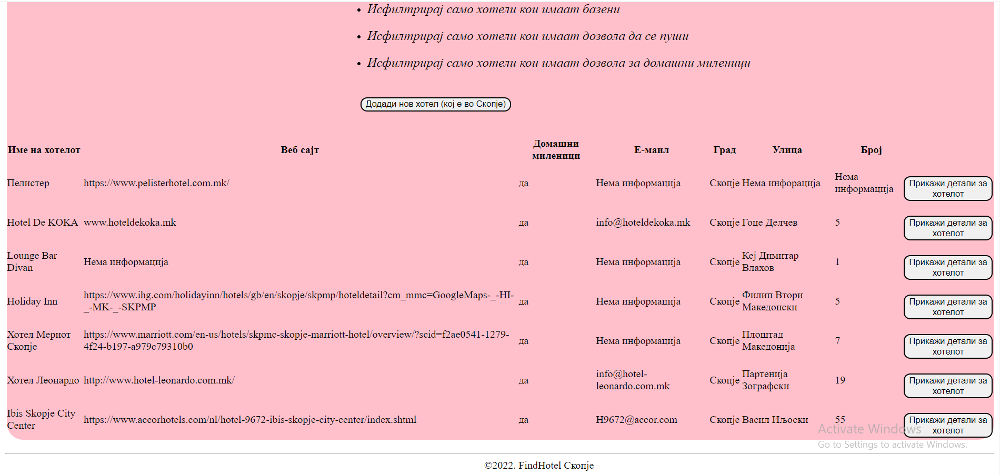 Исфилтрирај само хотели кои имаат базени
Исфилтрирај само хотели кои имаат дозвола да се пуши
Исфилтрирај само хотели кои имаат дозвола за домашни миленици
Додади нов хотел (кој е во Скопје)
Име на хотелот Веб сајт Домашни миленици Е-маил Град Улица Број
Пелистер https://www.pelisterhotel.com.mk/ да Нема информација Скопје Нема инфорација Нема информација Прикажи детали за хотелот
Hotel De KOKA www.hoteldekoka.mk да info@hoteldekoka.mk Скопје Гоце Делчев 5 Прикажи детали за хотелот
Lounge Bar Divan Нема информација да Нема информација Скопје Кеј Димитар Влахов 1 Прикажи детали за хотелот
Holiday Inn https://www.ihg.com/holidayinn/hotels/gb/en/skopje/skpmp/hoteldetail?cm_mmc=GoogleMaps-_-HI-_-MK-_-SKPMP да Нема информација Скопје Филип Втори Македонски 5 Прикажи детали за хотелот
Хотел Мериот Скопје https://www.marriott.com/en-us/hotels/skpmc-skopje-marriott-hotel/overview/?scid=f2ae0541-1279-4f24-b197-a979c79310b0 да Нема информација Скопје Плоштад Македонија 7 Прикажи детали за хотелот
Хотел Леонардо http://www.hotel-leonardo.com.mk/ да info@hotel-leonardo.com.mk Скопје Партенија Зографски 19 Прикажи детали за хотелот
Ibis Skopje City Center https://www.accorhotels.com/nl/hotel-9672-ibis-skopje-city-center/index.shtml да H9672@accor.com Скопје Васил Иљоски 55 Прикажи детали за хотелот
Activate Windows
Go to Settings to activate Windows.
©2022. FindHotel Скопје